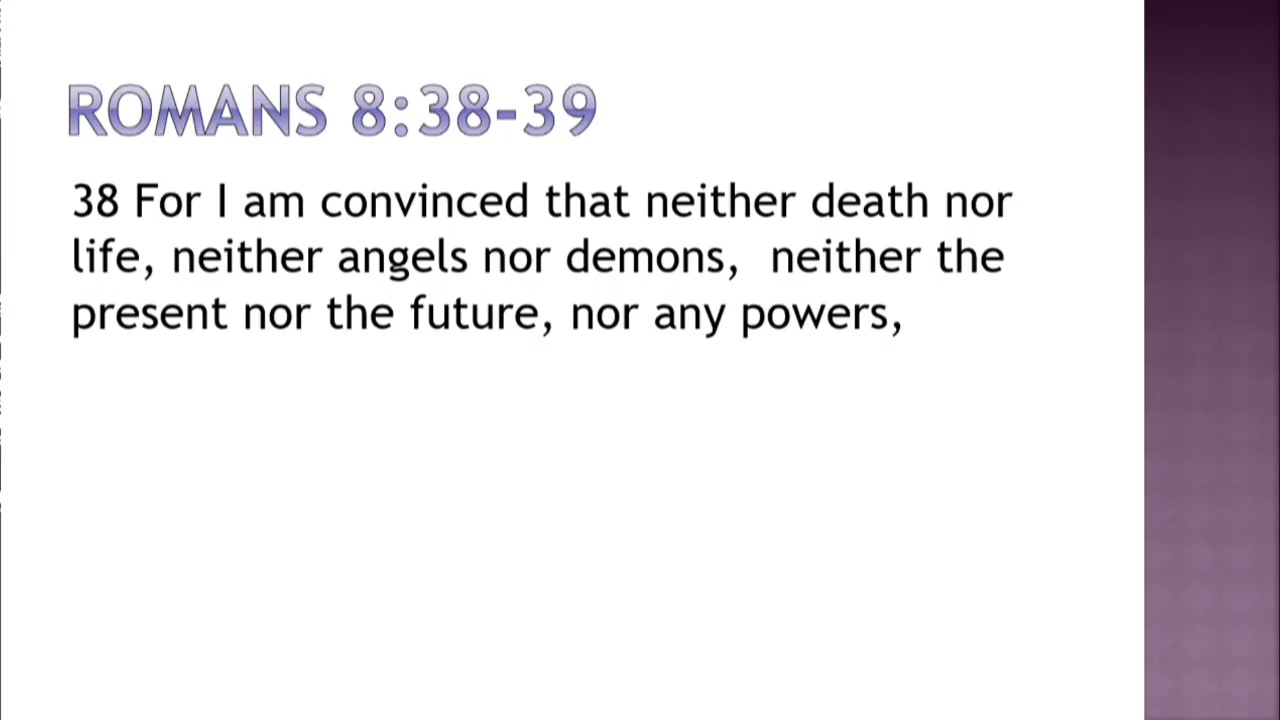 ROMANS 8:38-39
38 For I am convinced that neither death nor
life, neither angels nor demons,  neither the
present nor the future, nor any powers,